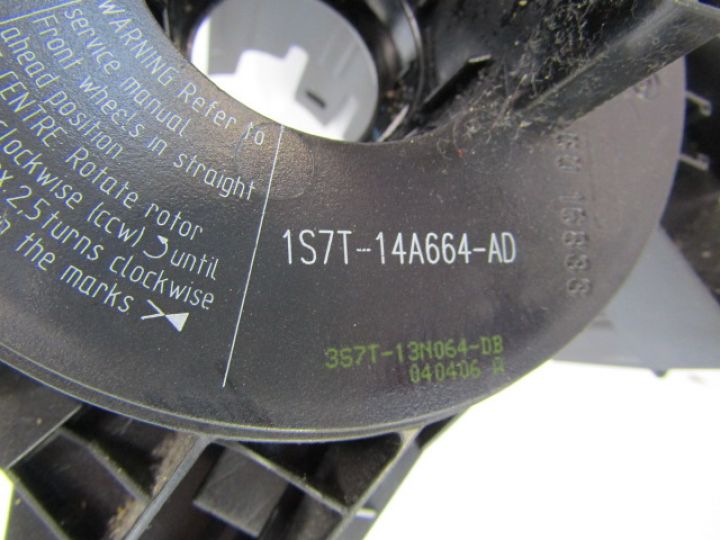 WARNING Refer to
service manual
Front wheels in straight
ahead position
CENTRE Rotate rotor
clockwise (ccw) until
2,5 turns clockwise
the marks
1S7T-14A664-AD
3S7T-13N064-DB
040406 A